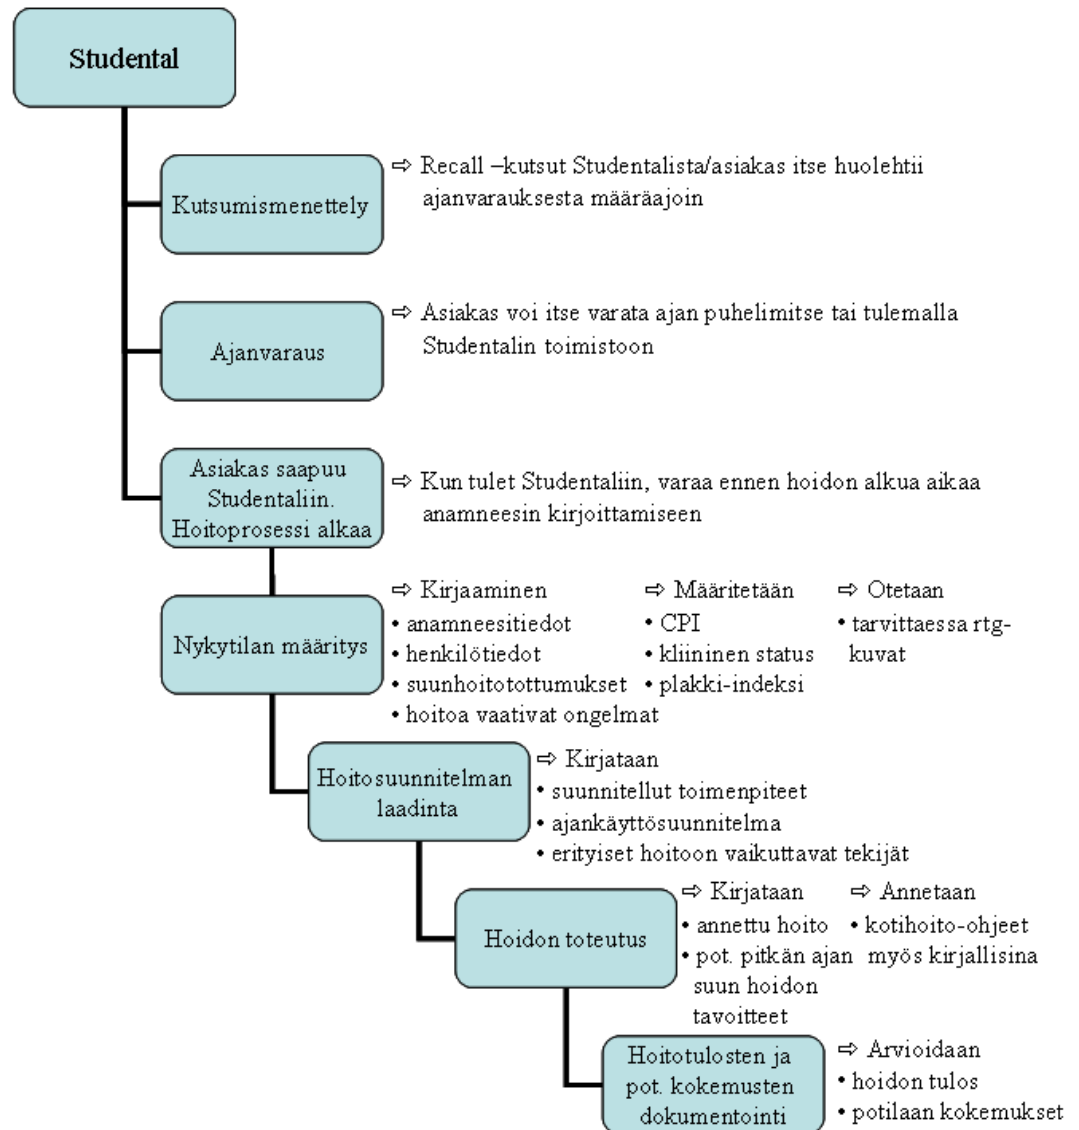 Studental
Kutsumismenettely
⇨ Recall –kutsut Studentalista/asiakas itse huolehtii
ajanvarauksesta määräajoin
Ajanvaraus
⇨ Asiakas voi itse varata ajan puhelimitse tai tulemalla
Studentalin toimistoon
Asiakas saapuu
Studentaliin.
Hoitoprosessi alkaa
⇨ Kun tulet Studentaliin, varaa ennen hoidon alkua aikaa
anamneesin kirjoittamiseen
Nykytilan määritys
⇨ Kirjaaminen
• anamneesitiedot
• henkilötiedot
• suunhoitotottumukset
• hoitoa vaativat ongelmat
⇨ Määritetään
• CPI
• kliininen status
• plakki-indeksi
⇨ Otetaan
• tarvittaessa rtg-
kuvat
Hoitosuunnitelman
laadinta
⇨ Kirjataan
• suunnitellut toimenpiteet
• ajankäyttösuunnitelma
• erityiset hoitoon vaikuttavat tekijät
Hoidon toteutus
⇨ Kirjataan
• annettu hoito
• pot. pitkän ajan
suun hoidon
tavoitteet
⇨ Annetaan
• kotihoito-ohjeet
myös kirjallisina
Hoitotulosten ja
pot. kokemusten
dokumentointi
⇨ Arvioidaan
• hoidon tulos
• potilaan kokemukset